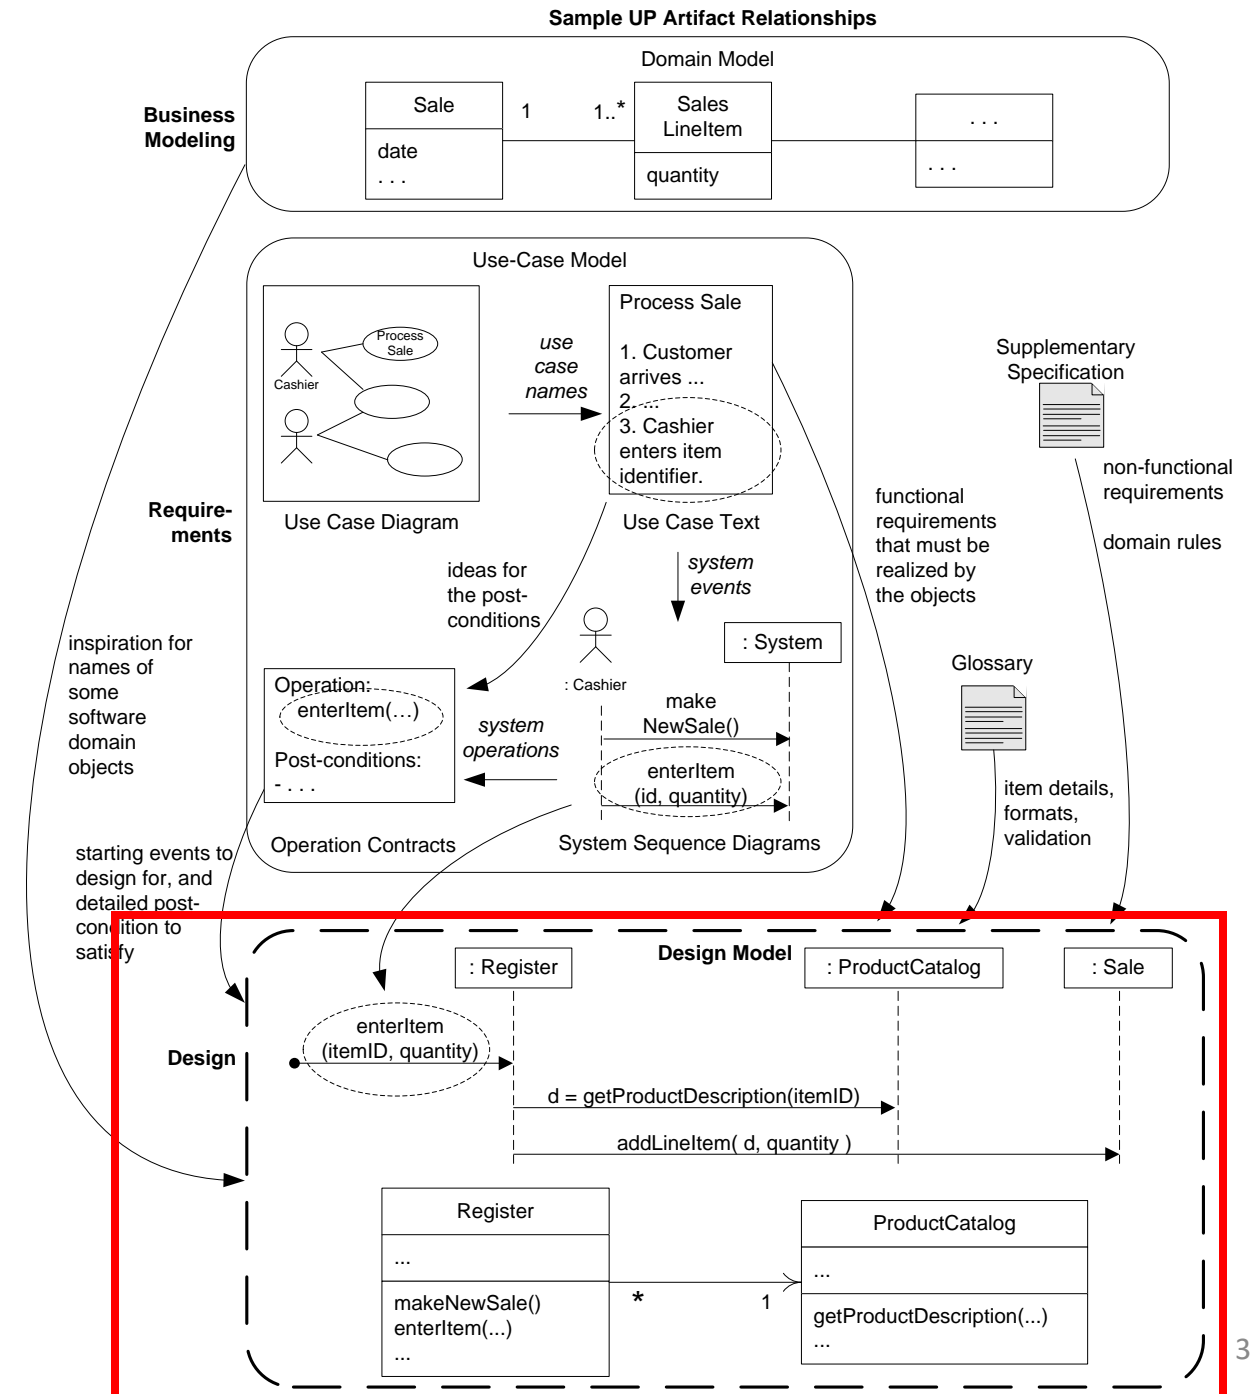 Sample UP Artifact Relationships
Domain Model
Business
Modeling
Sale
1
1..*
Sales
LineItem
. . .
date
. . .
quantity
. . .
Use-Case Model
Process
Sale
Cashier
use
case
names
Process Sale
1. Customer
arrives ...
2. ...
3. Cashier
enters item
identifier.
Supplementary
Specification
Require-
ments
Use Case Diagram
Use Case Text
functional
requirements
that must be
realized by
the objects
non-functional
requirements
domain rules
ideas for
the post-
conditions
system
events
inspiration for
names of
some
software
domain
objects
: Cashier
: System
Glossary
Operation:
enterItem(…)
Post-conditions:
- . . .
system
operations
make
NewSale()
enterItem
(id, quantity)
item details,
formats,
validation
Operation Contracts
System Sequence Diagrams
starting events to
design for, and
detailed post-
condition to
satisfy
Design Model
: Register
: ProductCatalog
: Sale
Design
enterItem
(itemID, quantity)
d = getProductDescription(itemID)
addLineItem( d, quantity )
Register
...
makeNewSale()
enterItem(...)
...
*
1
ProductCatalog
...
getProductDescription(...)
...
3